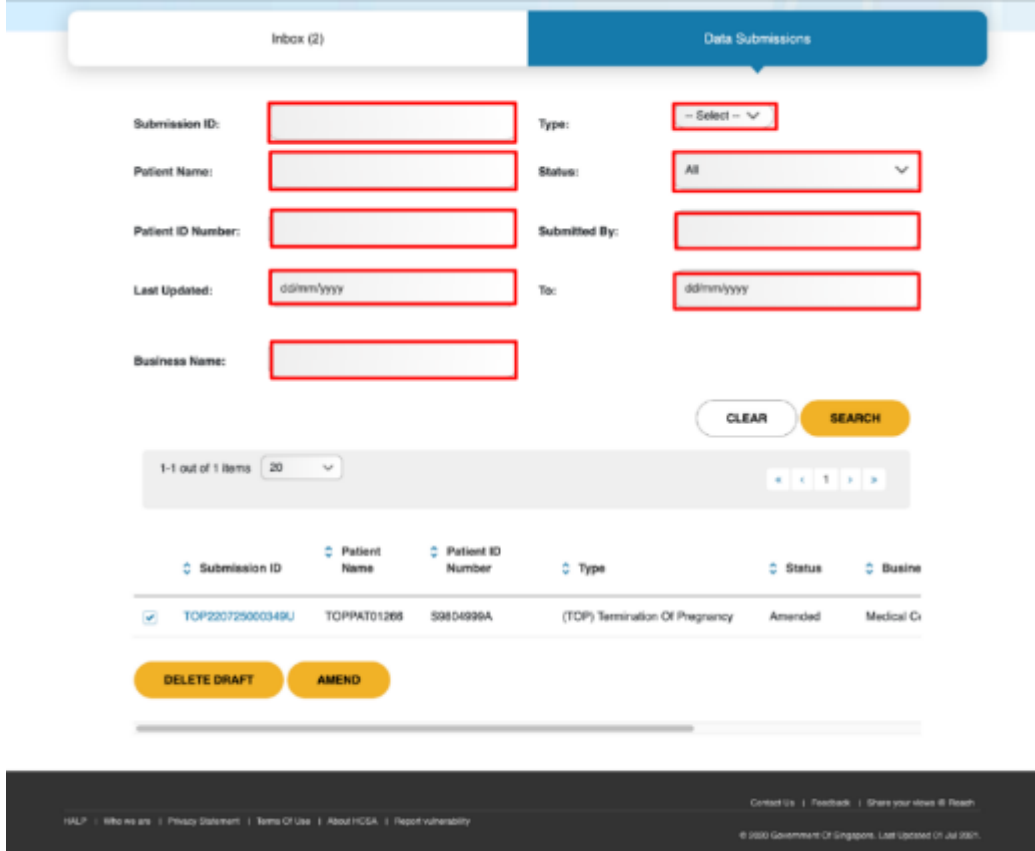 Inbox (2)
Data Submissions
Submission ID:
Type:
-- Select --
Patient Name:
Status:
All
Patient ID Number:
Submitted By:
Last Updated:
dd/mm/yyyy
To:
dd/mm/yyyy
Business Name:
CLEAR
SEARCH
1-1 out of 1 items
20
« ‹ 1 › »
Submission ID
Patient Name
Patient ID Number
Type
Status
Busine
TOP220725000349U
TOPPAT01266
S9804999A
(TOP) Termination Of Pregnancy
Amended
Medical Ce
DELETE DRAFT
AMEND
Contact Us | Feedback | Share your views @ Reach
HALP | Who we are | Privacy Statement | Terms Of Use | About HCSA | Report vulnerability
© 2020 Government Of Singapore. Last Updated 01 Jul 2021.